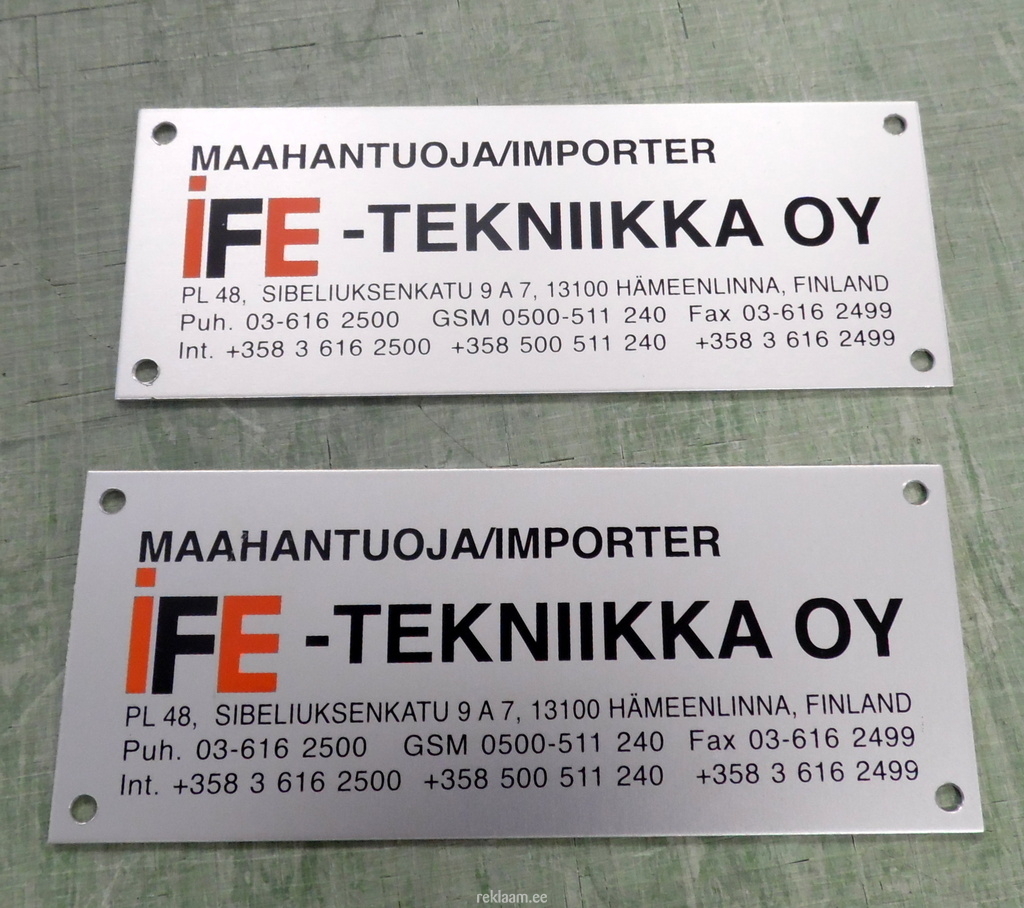 MAAHANTUOJA/IMPORTER
iFE -TEKNIIKKA OY
PL 48, SIBELIUKSENKATU 9 A 7, 13100 HÄMEENLINNA, FINLAND
Puh. 03-616 2500 GSM 0500-511 240 Fax 03-616 2499
Int. +358 3 616 2500 +358 500 511 240 +358 3 616 2499
MAAHANTUOJA/IMPORTER
iFE -TEKNIIKKA OY
PL 48, SIBELIUKSENKATU 9 A 7, 13100 HÄMEENLINNA, FINLAND
Puh. 03-616 2500 GSM 0500-511 240 Fax 03-616 2499
Int. +358 3 616 2500 +358 500 511 240 +358 3 616 2499
reklaam.ee